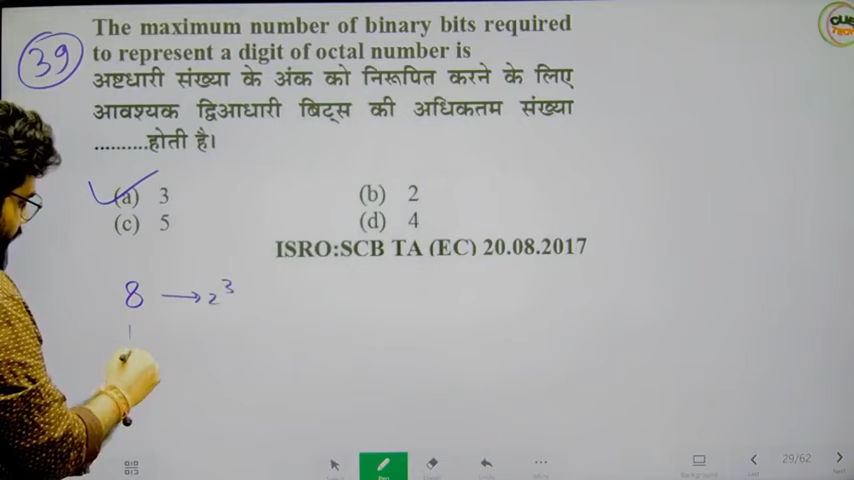 39
The maximum number of binary bits required
to represent a digit of octal number is
अष्टधारी संख्या के अंक को निरूपित करने के लिए
आवश्यक द्विआधारी बिट्स की अधिकतम संख्या
..........होती है।
(a) 3
(b) 2
(c) 5
(d) 4
ISRO:SCB TA (EC) 20.08.2017
8 → 2³
Pen
29/62